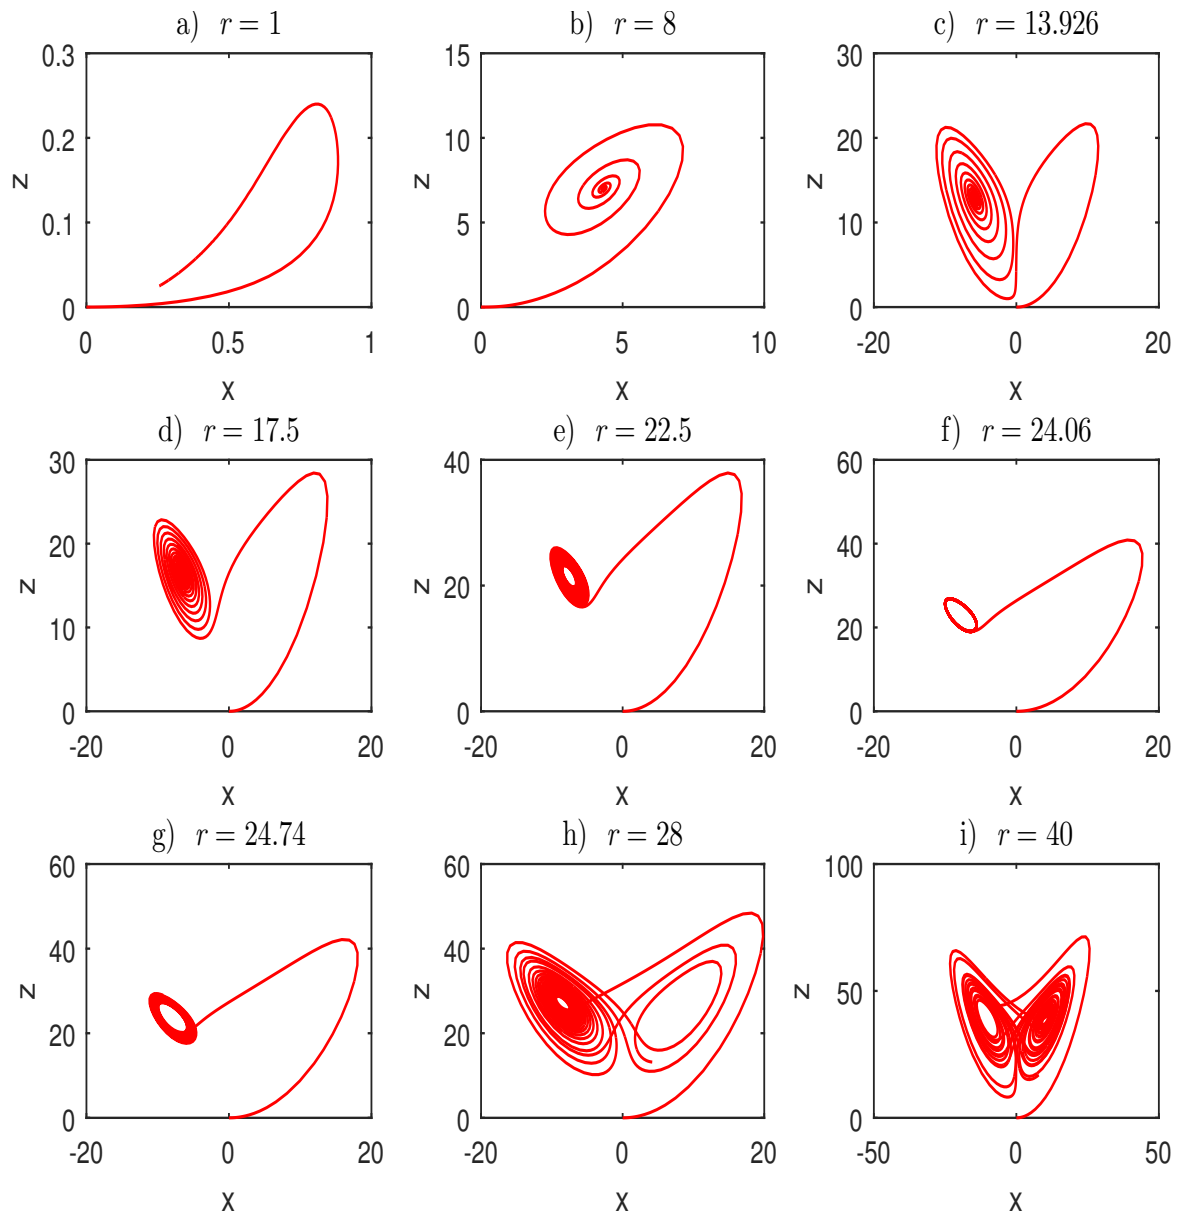 a) r = 1
0.3
0.2
0.1
0
z
0 0.5 1
x
b) r = 8
15
10
5
0
z
0 5 10
x
c) r = 13.926
30
20
10
0
z
-20 0 20
x
d) r = 17.5
30
20
10
0
z
-20 0 20
x
e) r = 22.5
40
20
0
z
-20 0 20
x
f) r = 24.06
60
40
20
0
z
-20 0 20
x
g) r = 24.74
60
40
20
0
z
-20 0 20
x
h) r = 28
60
40
20
0
z
-20 0 20
x
i) r = 40
100
50
0
z
-50 0 50
x